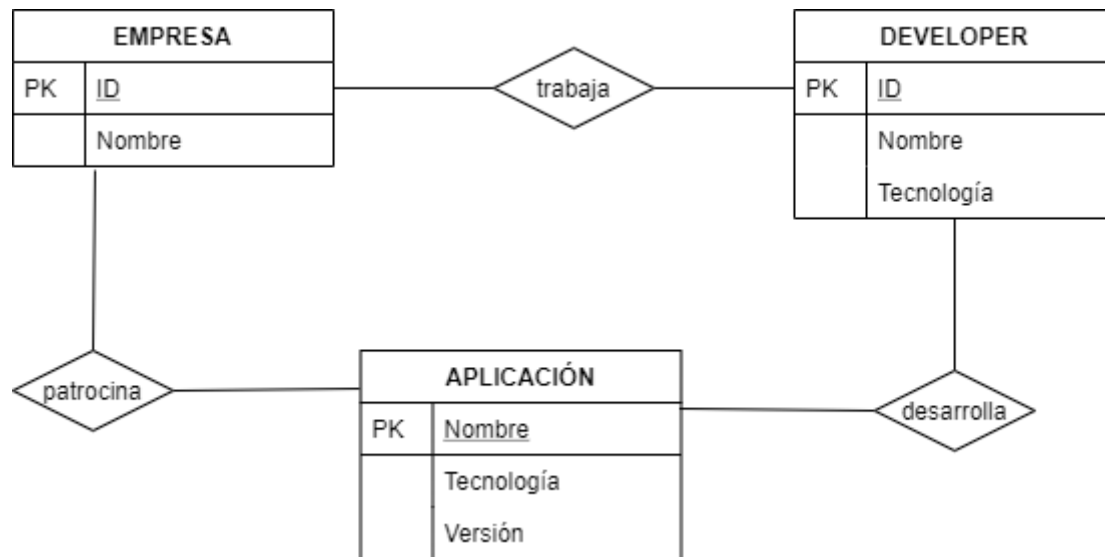 EMPRESA
PK ID
Nombre
trabaja
DEVELOPER
PK ID
Nombre
Tecnología
patrocina
APLICACIÓN
PK Nombre
Tecnología
Versión
desarrolla